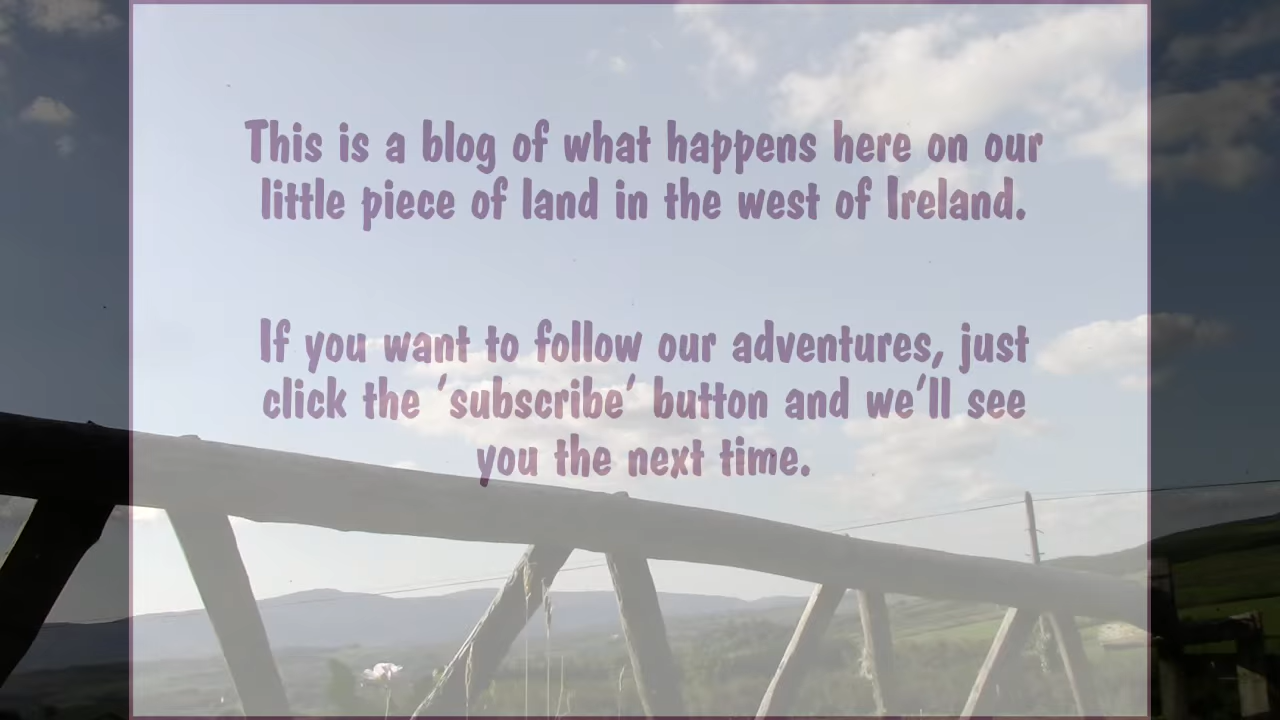 This is a blog of what happens here on our
little piece of land in the west of Ireland.
If you want to follow our adventures, just
click the ‘subscribe’ button and we’ll see
you the next time.